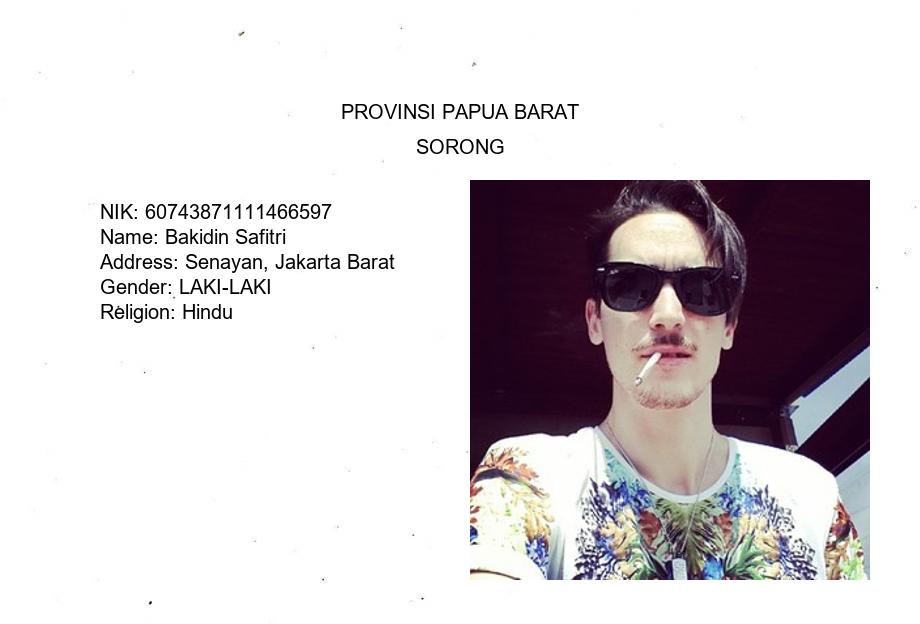 PROVINSI PAPUA BARAT
SORONG
NIK: 60743871111466597
Name: Bakidin Safitri
Address: Senayan, Jakarta Barat
Gender: LAKI-LAKI
Religion: Hindu